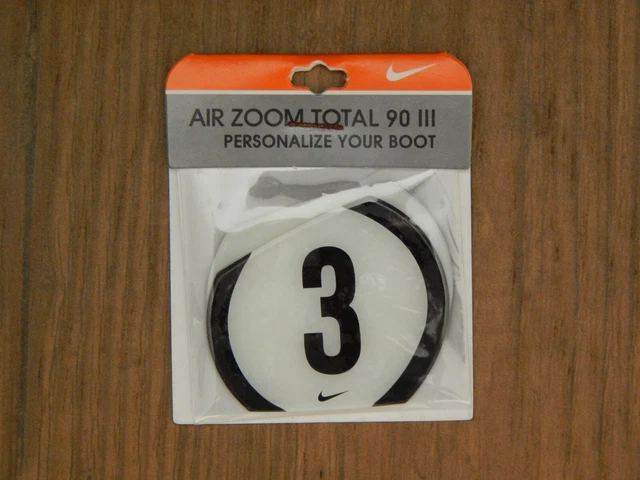 AIR ZOOM TOTAL 90 III
PERSONALIZE YOUR BOOT
3